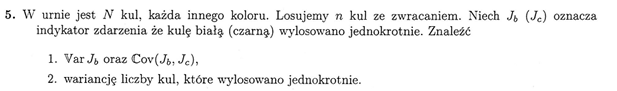 5. W urnie jest N kul, każda innego koloru. Losujemy n kul ze zwracaniem. Niech J_b (J_c) oznacza
indykator zdarzenia że kulę białą (czarną) wylosowano jednokrotnie. Znaleźć
1. Var J_b oraz Cov(J_b, J_c),
2. wariancję liczby kul, które wylosowano jednokrotnie.